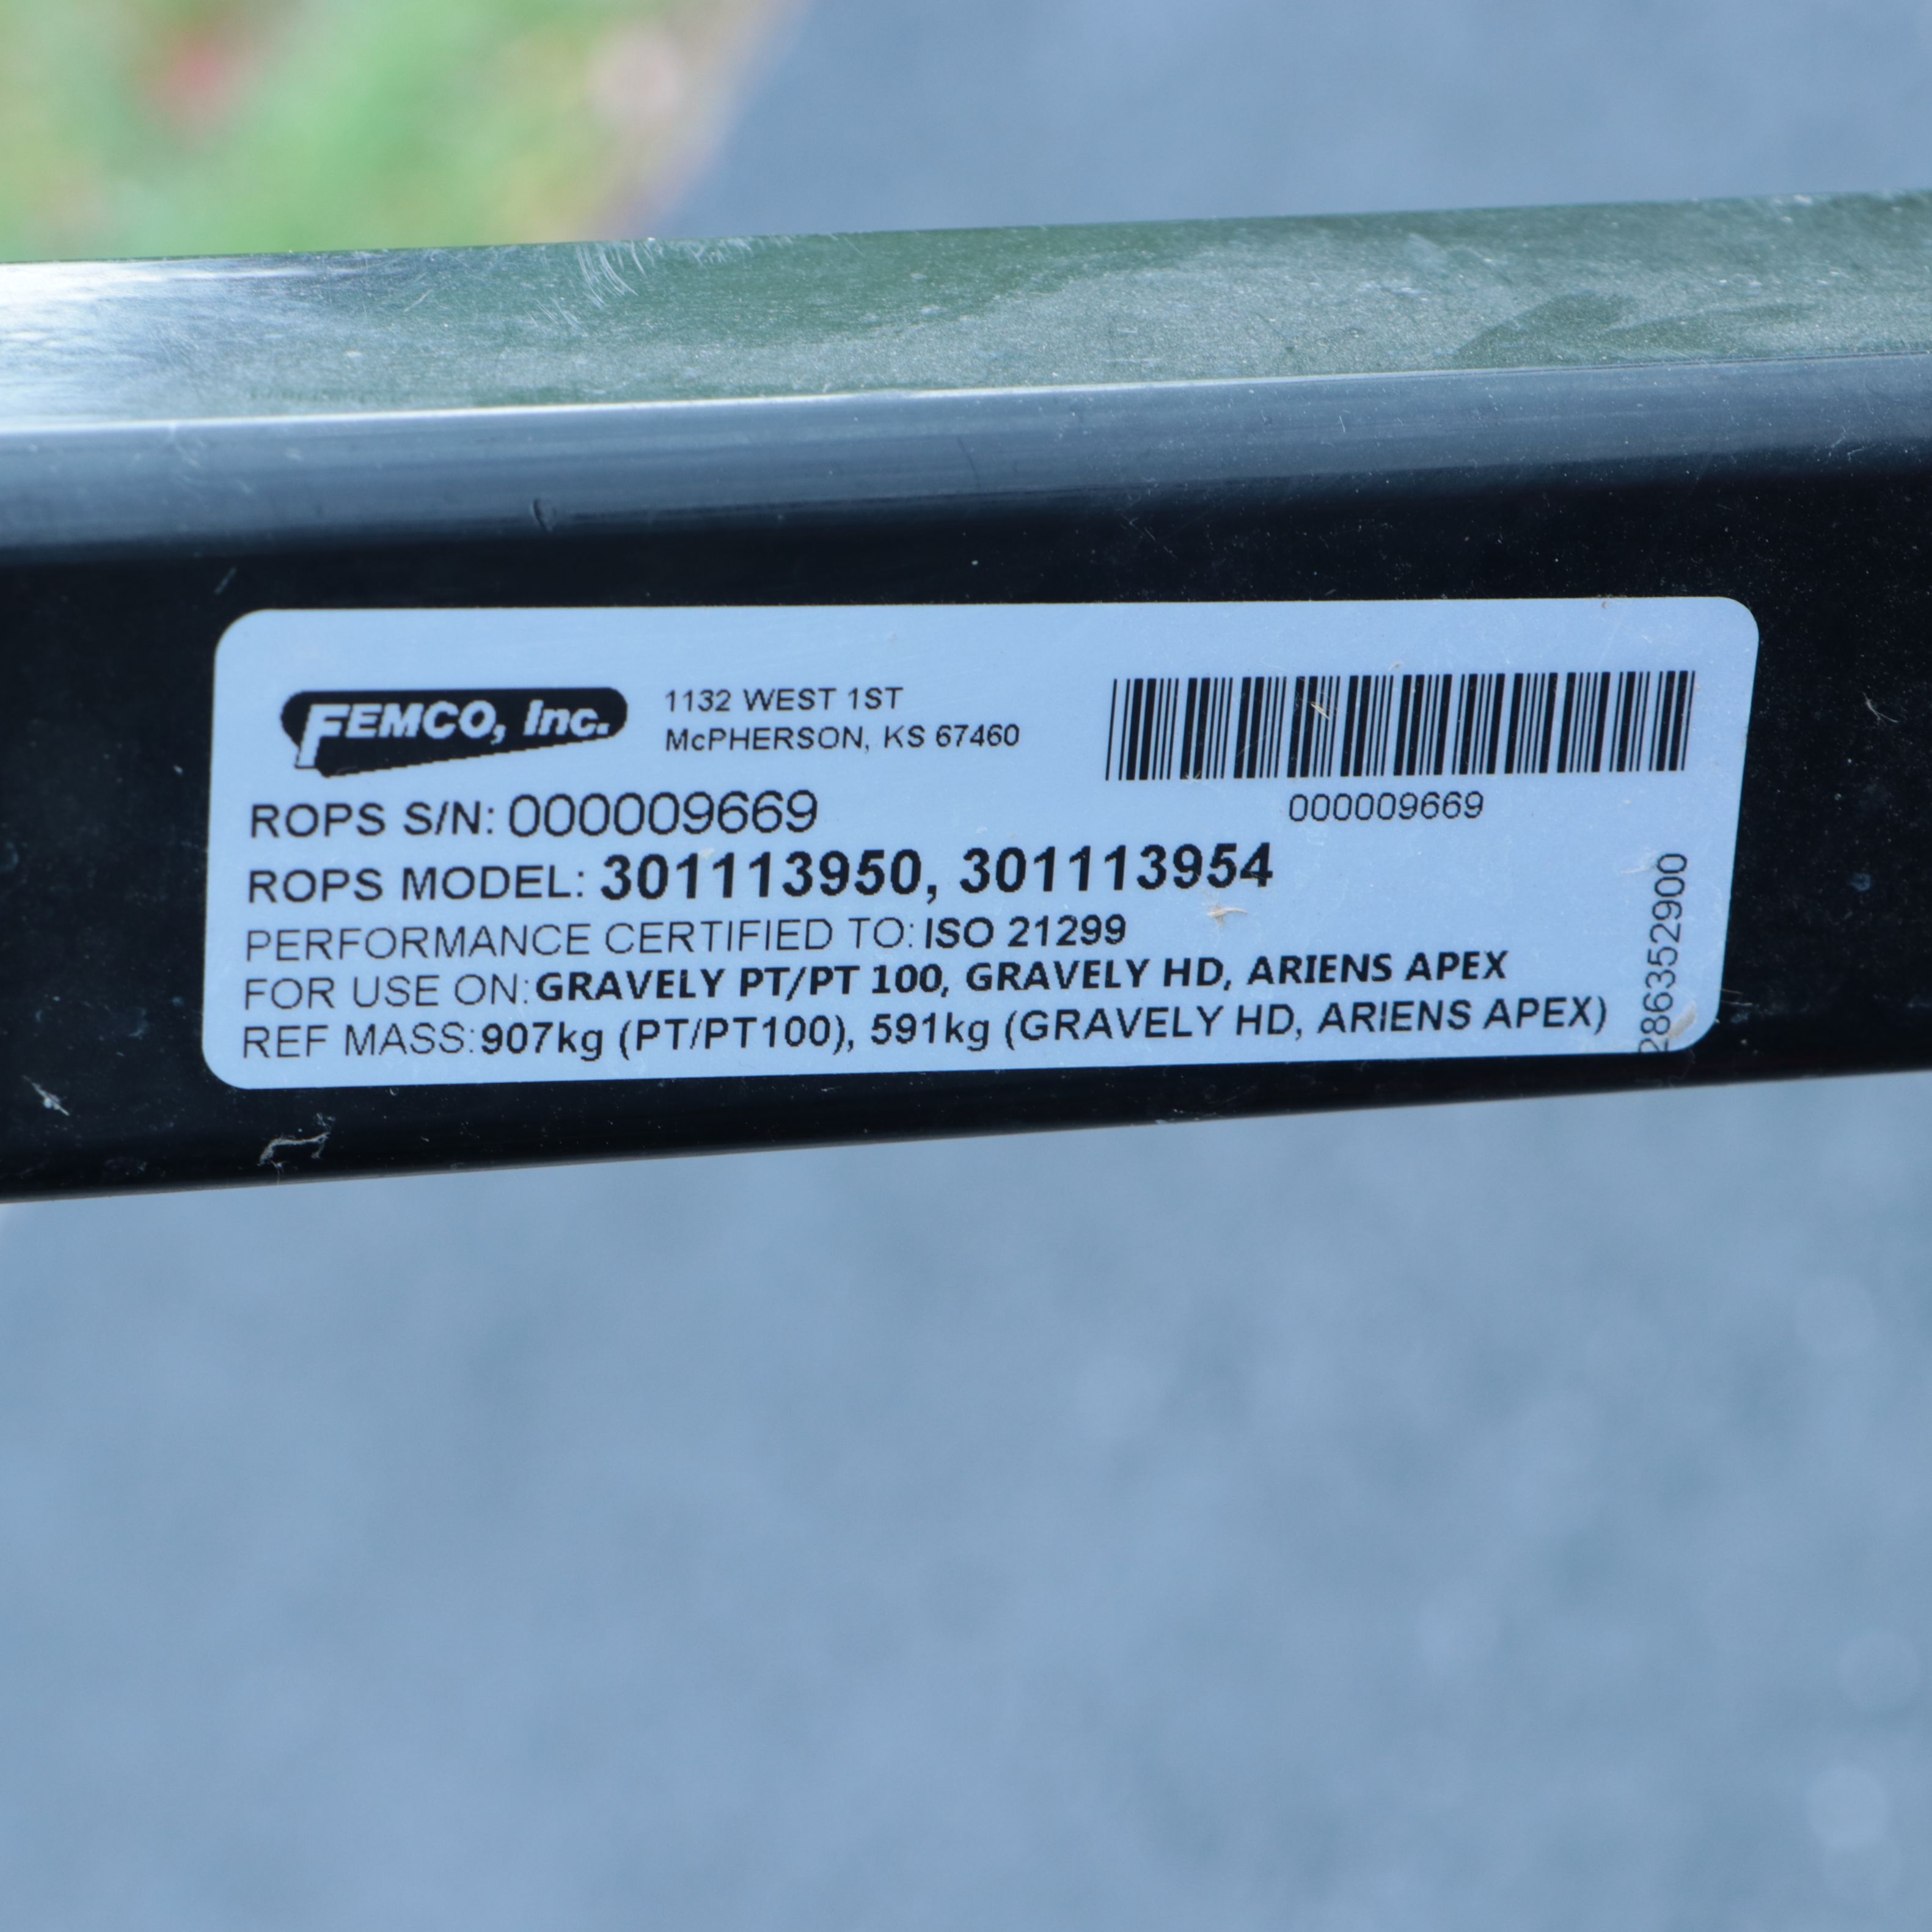 FEMCO, Inc.
1132 WEST 1ST
McPHERSON, KS 67460
000009669
ROPS S/N: 000009669
ROPS MODEL: 301113950, 301113954
PERFORMANCE CERTIFIED TO: ISO 21299
FOR USE ON: GRAVELY PT/PT 100, GRAVELY HD, ARIENS APEX
REF MASS: 907kg (PT/PT100), 591kg (GRAVELY HD, ARIENS APEX)
286352900